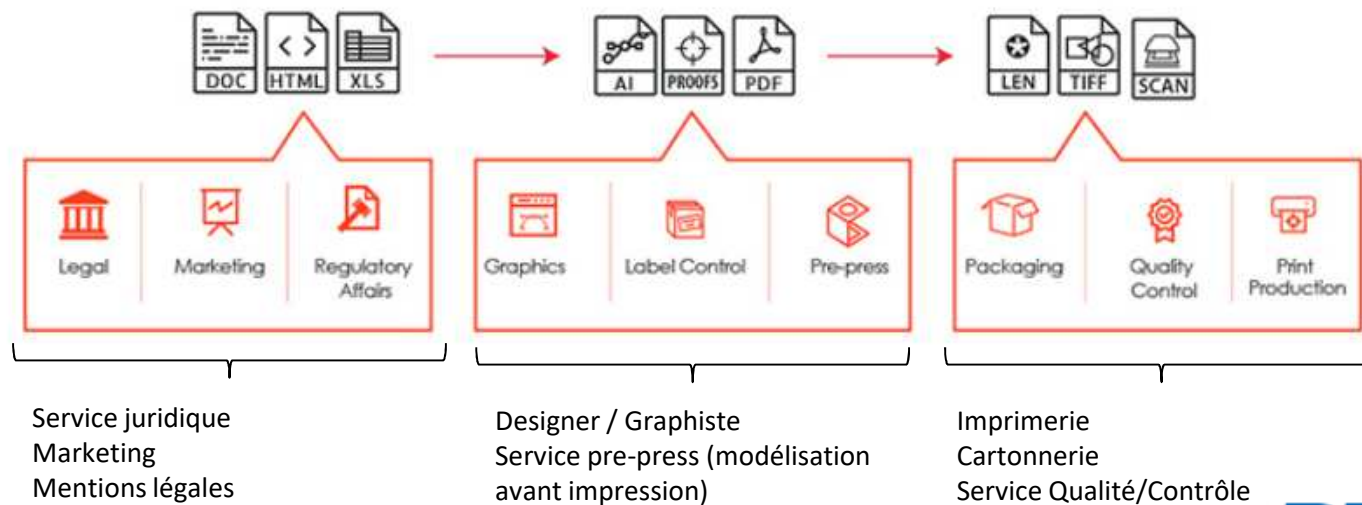 DOC HTML XLS AI PROOFS PDF LEN TIFF SCAN
Legal Marketing Regulatory Affairs
Graphics Label Control Pre-press
Packaging Quality Control Print Production
Service juridique
Marketing
Mentions légales
Designer / Graphiste
Service pre-press (modélisation
avant impression)
Imprimerie
Cartonnerie
Service Qualité/Contrôle